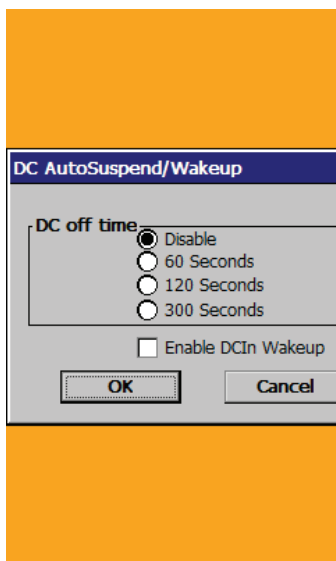 DC AutoSuspend/Wakeup
DC off time
Disable
60 Seconds
120 Seconds
300 Seconds
Enable DCIn Wakeup
OK Cancel